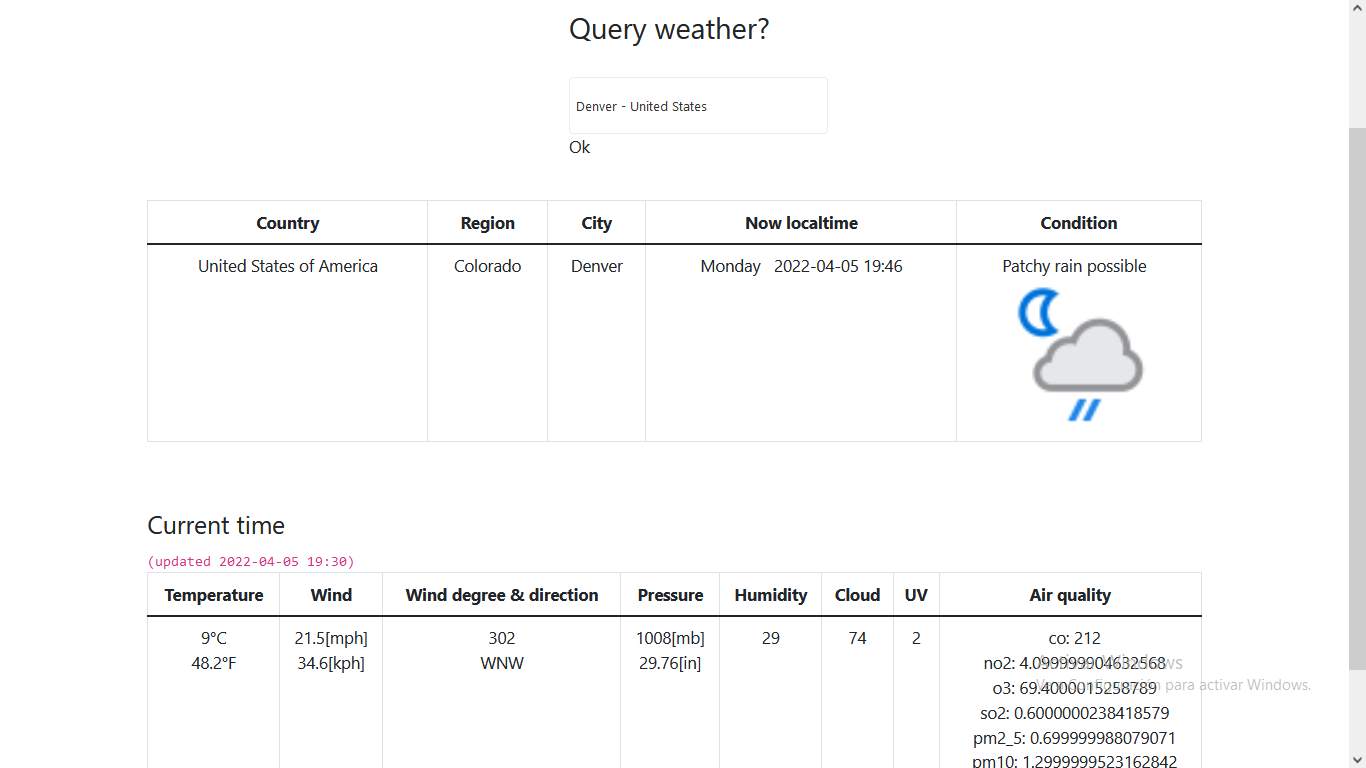 Query weather?
Denver - United States
Ok
Country Region City Now localtime Condition
United States of America Colorado Denver Monday 2022-04-05 19:46 Patchy rain possible
Current time
(updated 2022-04-05 19:30)
Temperature Wind Wind degree & direction Pressure Humidity Cloud UV Air quality
9°C 21.5[mph] 302 1008[mb] 29 74 2 co: 212
48.2°F 34.6[kph] WNW 29.76[in] no2: 4.099999904632568
Activar Windows
o3: 69.4000015258789
Ve a Configuración para activar Windows.
so2: 0.6000000238418579
pm2_5: 0.699999988079071
pm10: 1.2999999523162842